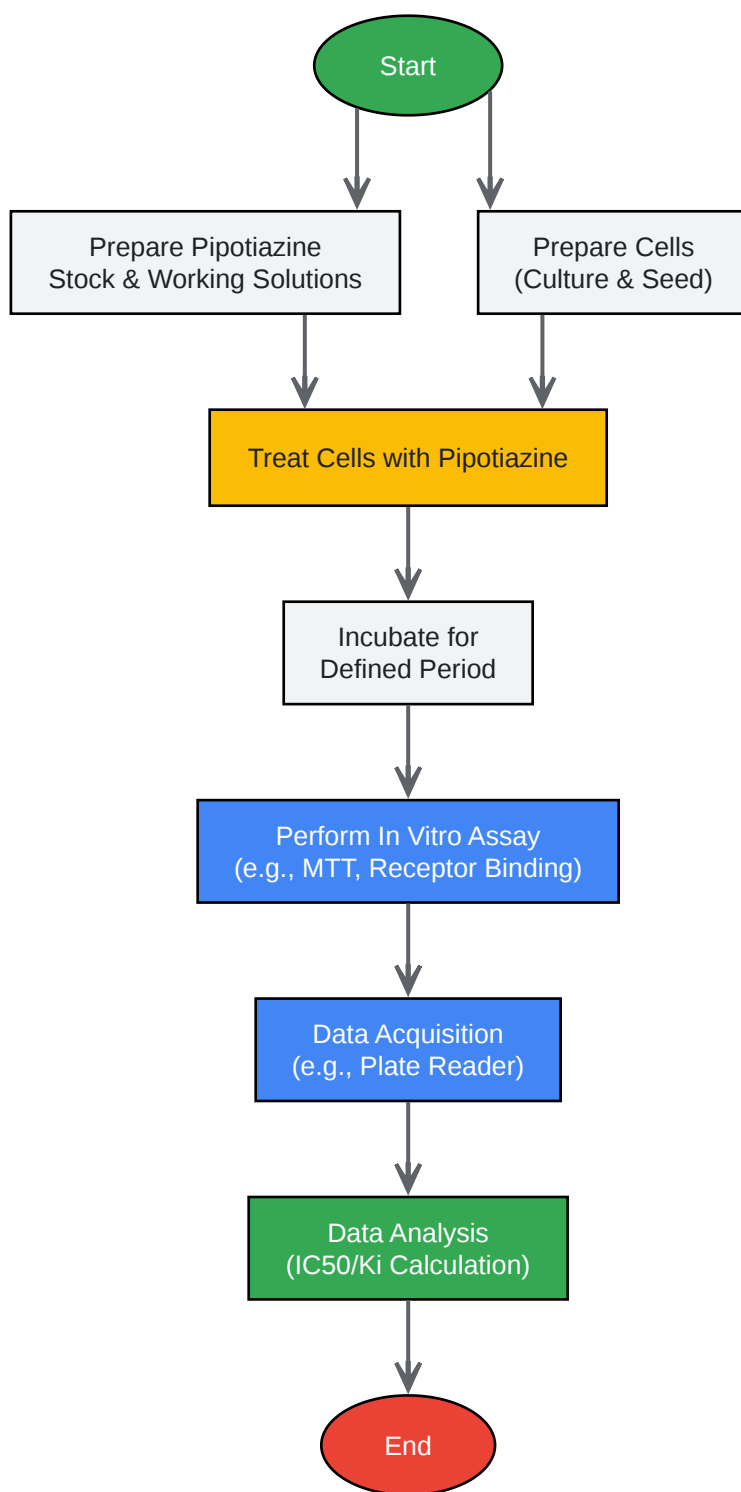 Start
Prepare Pipotiazine
Stock & Working Solutions
Prepare Cells
(Culture & Seed)
Treat Cells with Pipotiazine
Incubate for
Defined Period
Perform In Vitro Assay
(e.g., MTT, Receptor Binding)
Data Acquisition
(e.g., Plate Reader)
Data Analysis
(IC50/Ki Calculation)
End